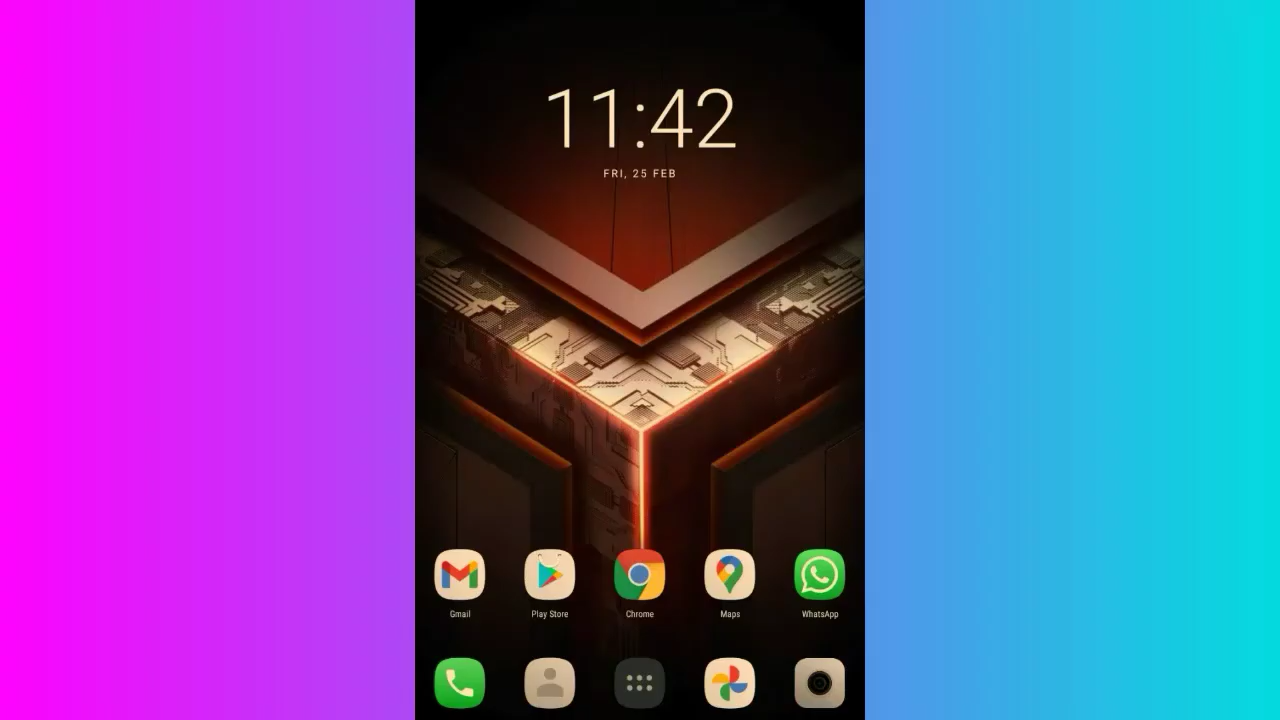 11:42
FRI, 25 FEB
Gmail
Play Store
Chrome
Maps
WhatsApp